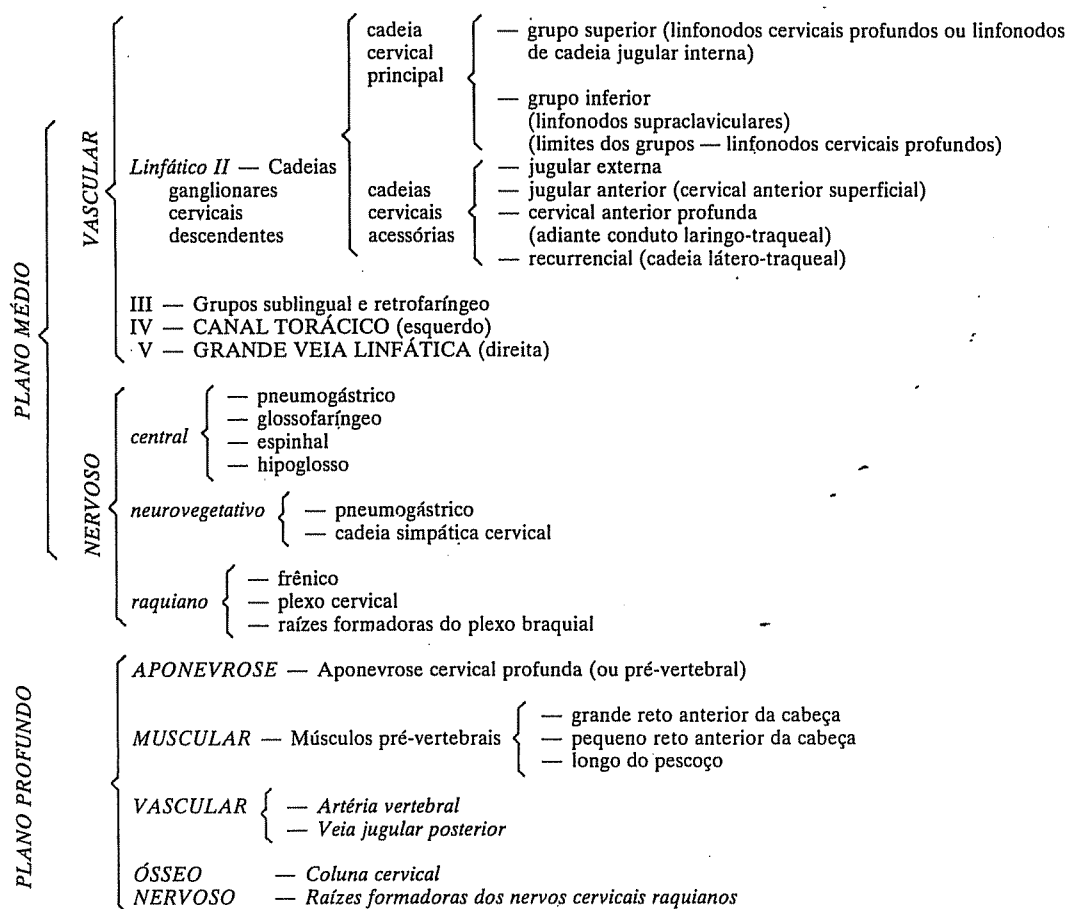 PLANO MÉDIO
VASCULAR
Linfático II — Cadeias
ganglionares
cervicais
descendentes
cadeia
cervical
principal
— grupo superior (linfonodos cervicais profundos ou linfonodos
de cadeia jugular interna)
— grupo inferior
(linfonodos supraclaviculares)
(limites dos grupos — linfonodos cervicais profundos)
cadeias
cervicais
acessórias
— jugular externa
— jugular anterior (cervical anterior superficial)
— cervical anterior profunda
(adiante conduto laringo-traqueal)
— recurrencial (cadeia látero-traqueal)
III — Grupos sublingual e retrofaríngeo
IV — CANAL TORÁCICO (esquerdo)
V — GRANDE VEIA LINFÁTICA (direita)
NERVOSO
central
— pneumogástrico
— glossofaríngeo
— espinhal
— hipoglosso
neurovegetativo
— pneumogástrico
— cadeia simpática cervical
raquiano
— frênico
— plexo cervical
— raízes formadoras do plexo braquial
PLANO PROFUNDO
APONEVROSE — Aponevrose cervical profunda (ou pré-vertebral)
MUSCULAR — Músculos pré-vertebrais
— grande reto anterior da cabeça
— pequeno reto anterior da cabeça
— longo do pescoço
VASCULAR
— Artéria vertebral
— Veia jugular posterior
ÓSSEO — Coluna cervical
NERVOSO — Raízes formadoras dos nervos cervicais raquianos